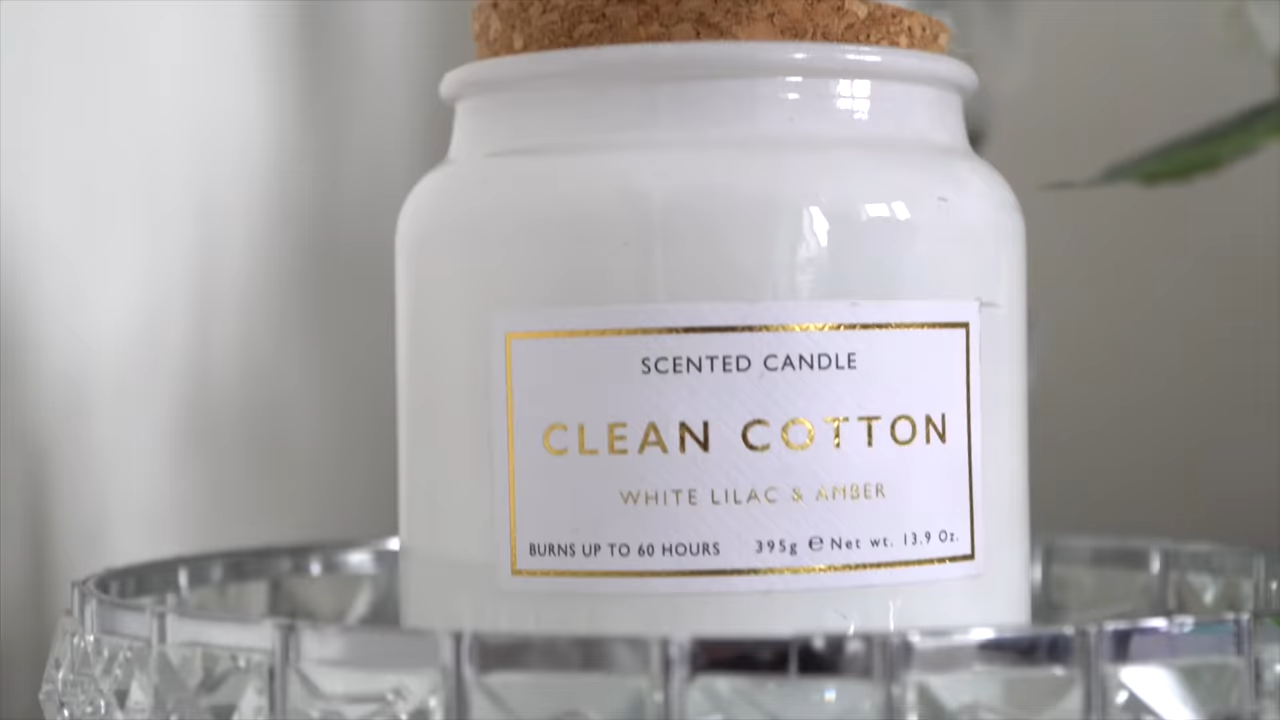 SCENTED CANDLE
CLEAN COTTON
WHITE LILAC & AMBER
BURNS UP TO 60 HOURS 395g ℮ Net wt. 13.9 Oz.